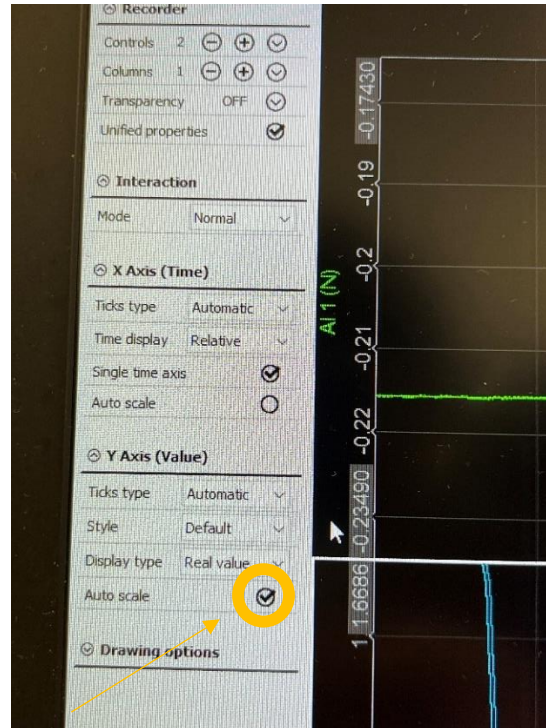 Recorder
Controls 2
Columns 1
Transparency OFF
Unified properties
Interaction
Mode Normal
X Axis (Time)
Ticks type Automatic
Time display Relative
Single time axis
Auto scale
Y Axis (Value)
Ticks type Automatic
Style Default
Display type Real value
Auto scale
Drawing options
AI 1 (N)
-0.17430
-0.19
-0.2
-0.21
-0.22
-0.23490
1.6686
1